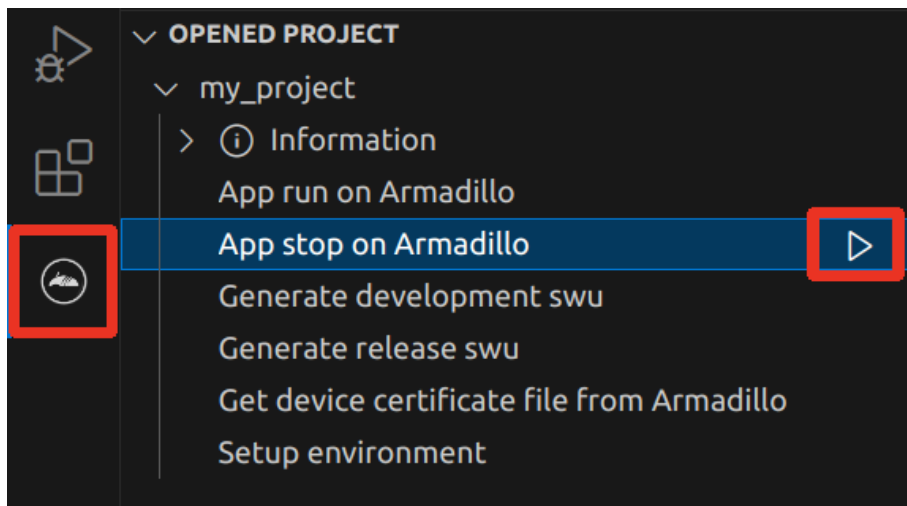 OPENED PROJECT
my_project
Information
App run on Armadillo
App stop on Armadillo
Generate development swu
Generate release swu
Get device certificate file from Armadillo
Setup environment